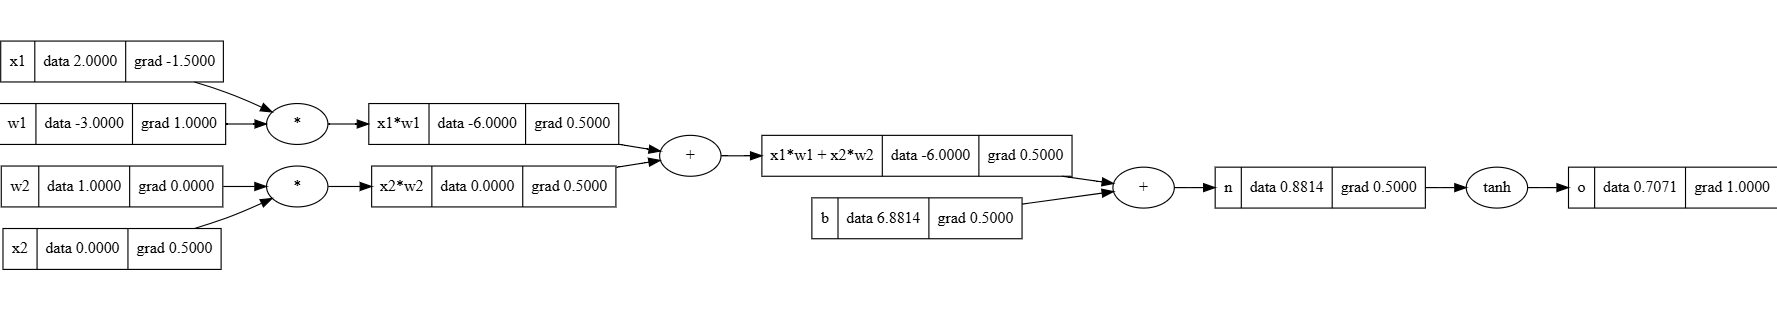 x1 data 2.0000 grad -1.5000
w1 data -3.0000 grad 1.0000
*
x1*w1 data -6.0000 grad 0.5000
w2 data 1.0000 grad 0.0000
*
x2*w2 data 0.0000 grad 0.5000
x2 data 0.0000 grad 0.5000
+
x1*w1 + x2*w2 data -6.0000 grad 0.5000
b data 6.8814 grad 0.5000
+
n data 0.8814 grad 0.5000
tanh
o data 0.7071 grad 1.0000